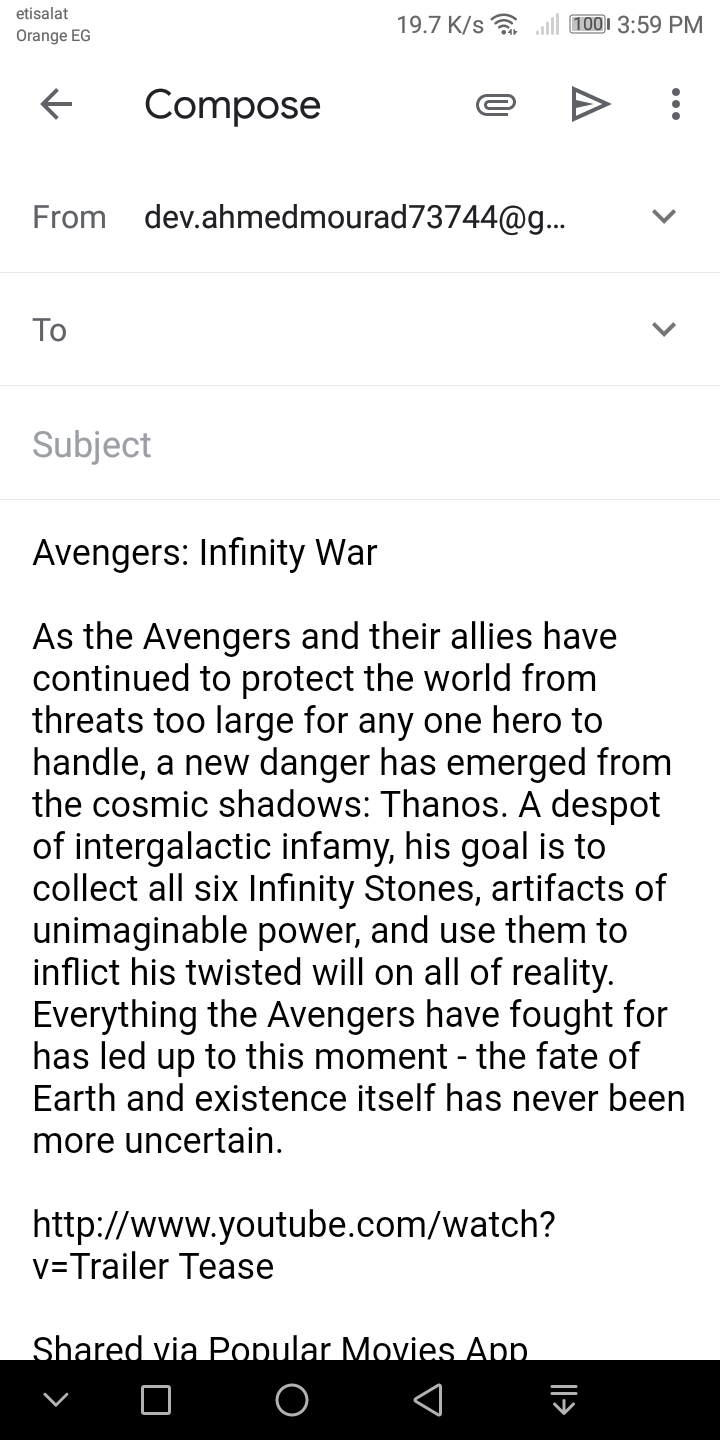 etisalat
Orange EG
19.7 K/s 100 3:59 PM
Compose
From dev.ahmedmourad73744@g...
To
Subject
Avengers: Infinity War
As the Avengers and their allies have
continued to protect the world from
threats too large for any one hero to
handle, a new danger has emerged from
the cosmic shadows: Thanos. A despot
of intergalactic infamy, his goal is to
collect all six Infinity Stones, artifacts of
unimaginable power, and use them to
inflict his twisted will on all of reality.
Everything the Avengers have fought for
has led up to this moment - the fate of
Earth and existence itself has never been
more uncertain.
http://www.youtube.com/watch?
v=Trailer Tease
Shared via Popular Movies App